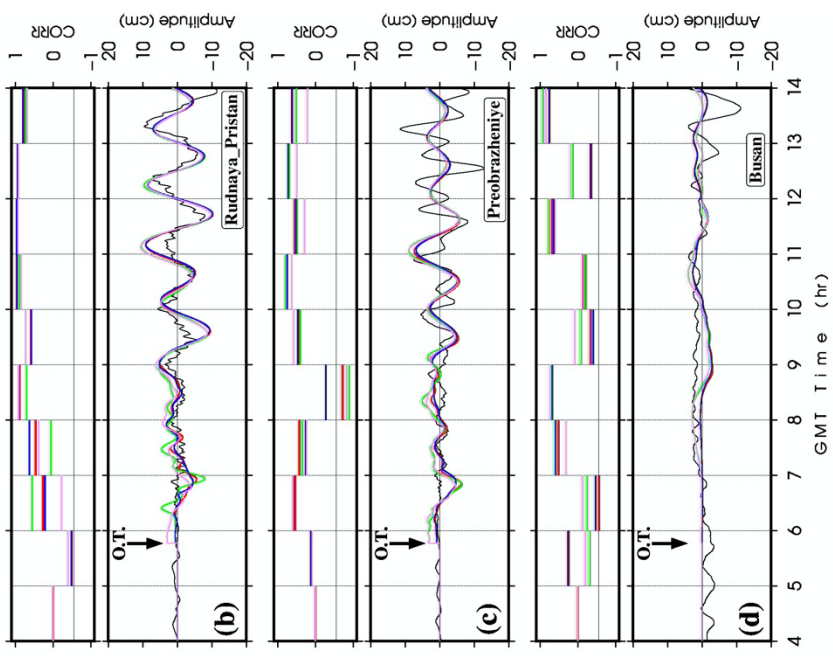 CORR
1
0
-1
Amplitude (cm)
20
10
0
-10
-20
O.T.
(b)
Rudnaya_Pristan
CORR
1
0
-1
Amplitude (cm)
20
10
0
-10
-20
O.T.
(c)
Preobrazheniye
CORR
1
0
-1
Amplitude (cm)
20
10
0
-10
-20
O.T.
(d)
Busan
4 5 6 7 8 9 10 11 12 13 14
GMT Time (hr)